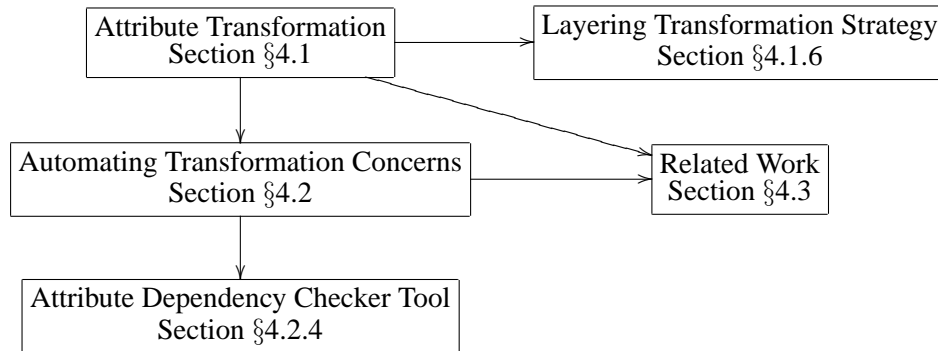 Attribute Transformation
Section §4.1
Layering Transformation Strategy
Section §4.1.6
Automating Transformation Concerns
Section §4.2
Related Work
Section §4.3
Attribute Dependency Checker Tool
Section §4.2.4